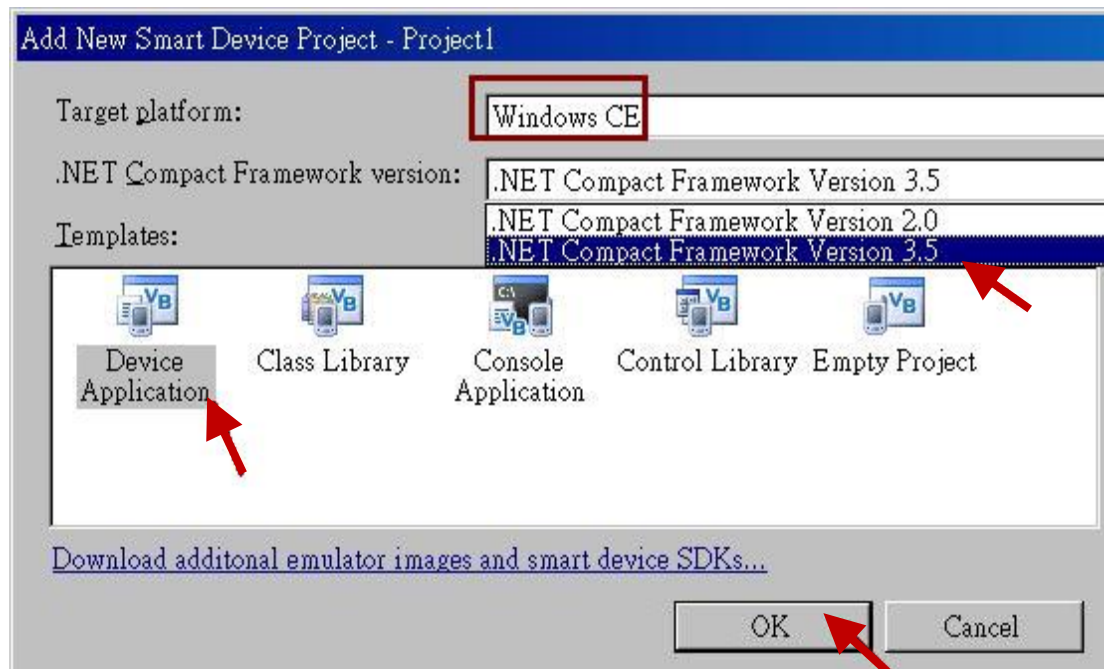 Add New Smart Device Project - Project1
Target platform:
Windows CE
.NET Compact Framework version:
.NET Compact Framework Version 3.5
.NET Compact Framework Version 2.0
.NET Compact Framework Version 3.5
Templates:
Device Application
Class Library
Console Application
Control Library
Empty Project
Download additonal emulator images and smart device SDKs...
OK
Cancel